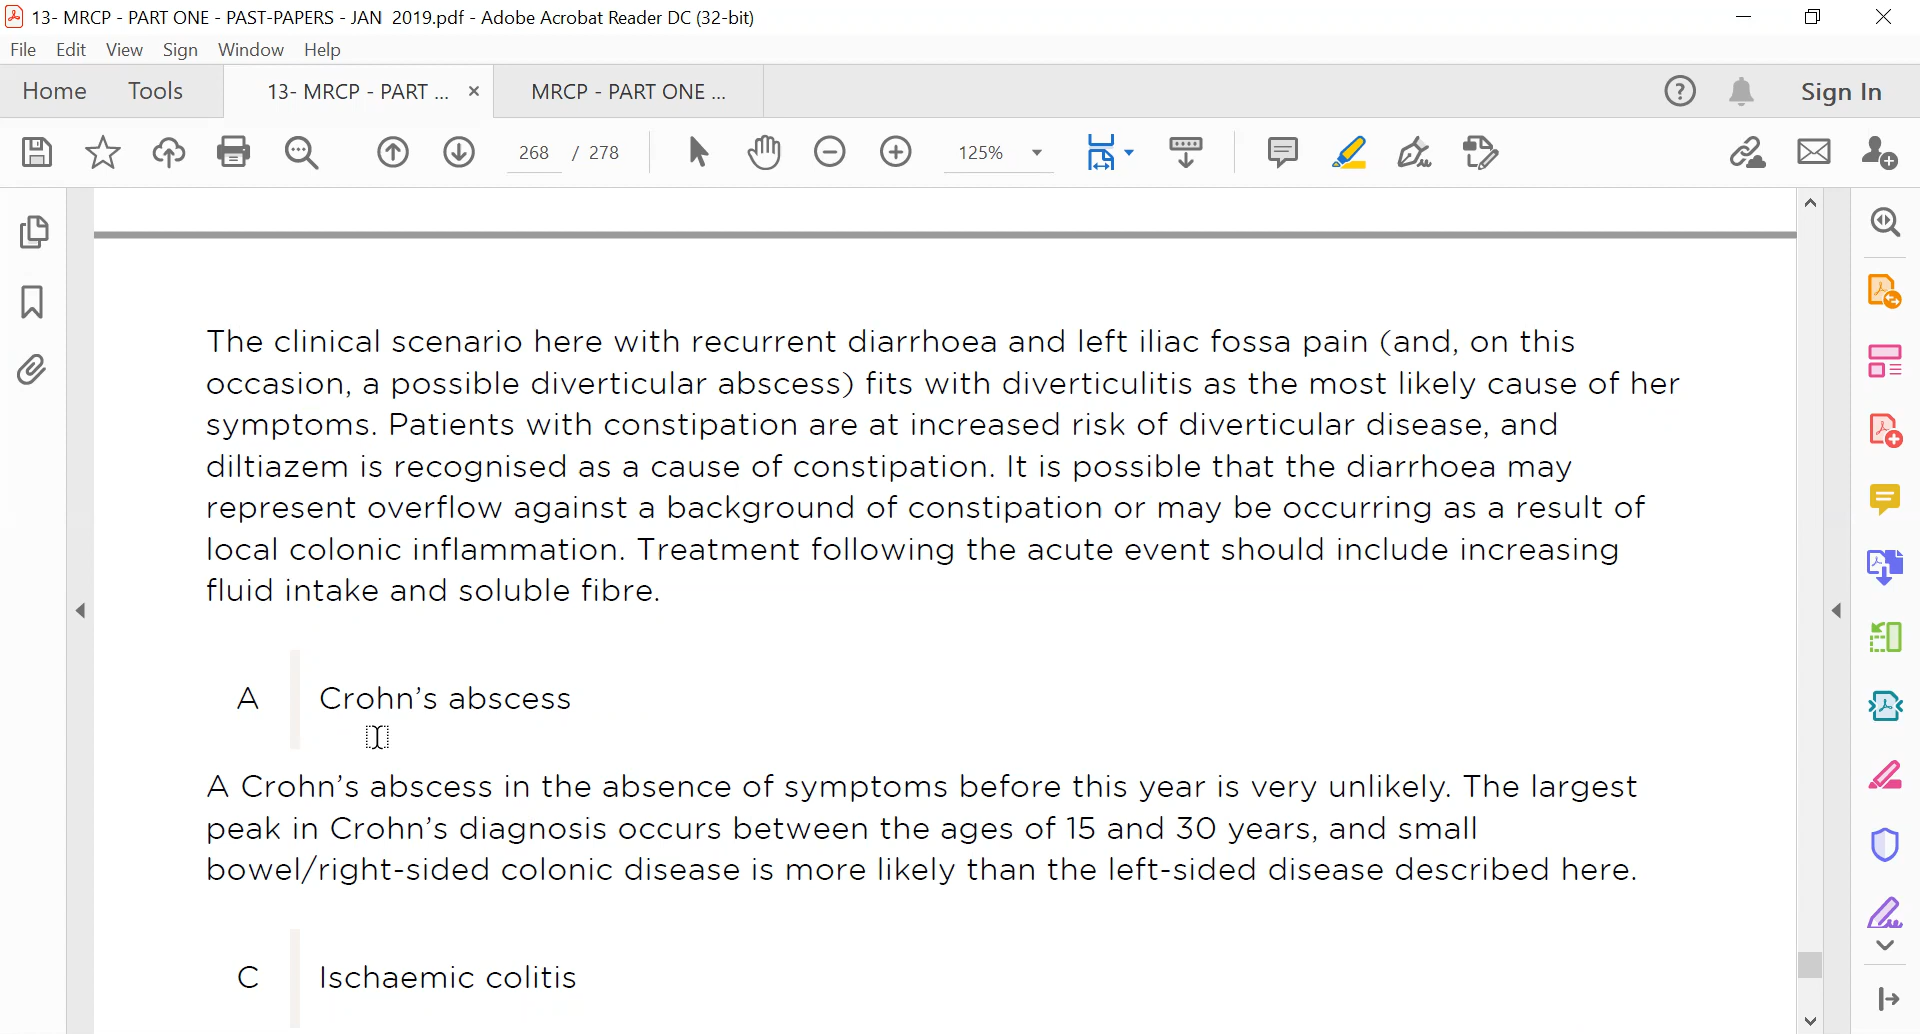 13- MRCP - PART ONE - PAST-PAPERS - JAN  2019.pdf - Adobe Acrobat Reader DC (32-bit)
File Edit View Sign Window Help
Home Tools 13- MRCP - PART ... × MRCP - PART ONE ... Sign In
268 / 278 125%
The clinical scenario here with recurrent diarrhoea and left iliac fossa pain (and, on this
occasion, a possible diverticular abscess) fits with diverticulitis as the most likely cause of her
symptoms. Patients with constipation are at increased risk of diverticular disease, and
diltiazem is recognised as a cause of constipation. It is possible that the diarrhoea may
represent overflow against a background of constipation or may be occurring as a result of
local colonic inflammation. Treatment following the acute event should include increasing
fluid intake and soluble fibre.
A Crohn's abscess
A Crohn's abscess in the absence of symptoms before this year is very unlikely. The largest
peak in Crohn's diagnosis occurs between the ages of 15 and 30 years, and small
bowel/right-sided colonic disease is more likely than the left-sided disease described here.
C Ischaemic colitis